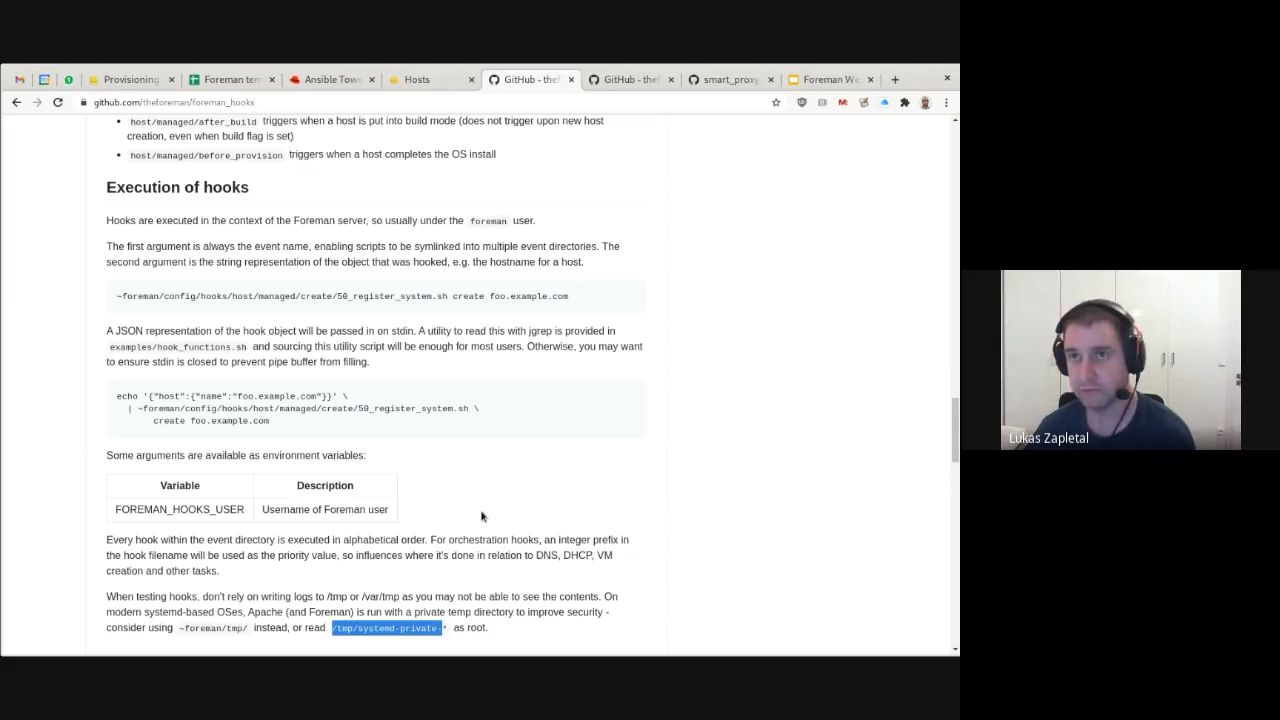 Provisioning
Foreman tem
Ansible Towe
Hosts
GitHub - thef
GitHub - thef
smart_proxy
Foreman We
github.com/theforeman/foreman_hooks
host/managed/after_build triggers when a host is put into build mode (does not trigger upon new host
creation, even when build flag is set)
host/managed/before_provision triggers when a host completes the OS install
Execution of hooks
Hooks are executed in the context of the Foreman server, so usually under the foreman user.
The first argument is always the event name, enabling scripts to be symlinked into multiple event directories. The
second argument is the string representation of the object that was hooked, e.g. the hostname for a host.
~foreman/config/hooks/host/managed/create/50_register_system.sh create foo.example.com
A JSON representation of the hook object will be passed in on stdin. A utility to read this with jgrep is provided in
examples/hook_functions.sh and sourcing this utility script will be enough for most users. Otherwise, you may want
to ensure stdin is closed to prevent pipe buffer from filling.
echo '{"host":{"name":"foo.example.com"}}' \
| ~foreman/config/hooks/host/managed/create/50_register_system.sh \
create foo.example.com
Some arguments are available as environment variables:
Variable Description
FOREMAN_HOOKS_USER Username of Foreman user
Every hook within the event directory is executed in alphabetical order. For orchestration hooks, an integer prefix in
the hook filename will be used as the priority value, so influences where it's done in relation to DNS, DHCP, VM
creation and other tasks.
When testing hooks, don't rely on writing logs to /tmp or /var/tmp as you may not be able to see the contents. On
modern systemd-based OSes, Apache (and Foreman) is run with a private temp directory to improve security -
consider using ~foreman/tmp/ instead, or read /tmp/systemd-private-* as root.
Lukas Zapletal